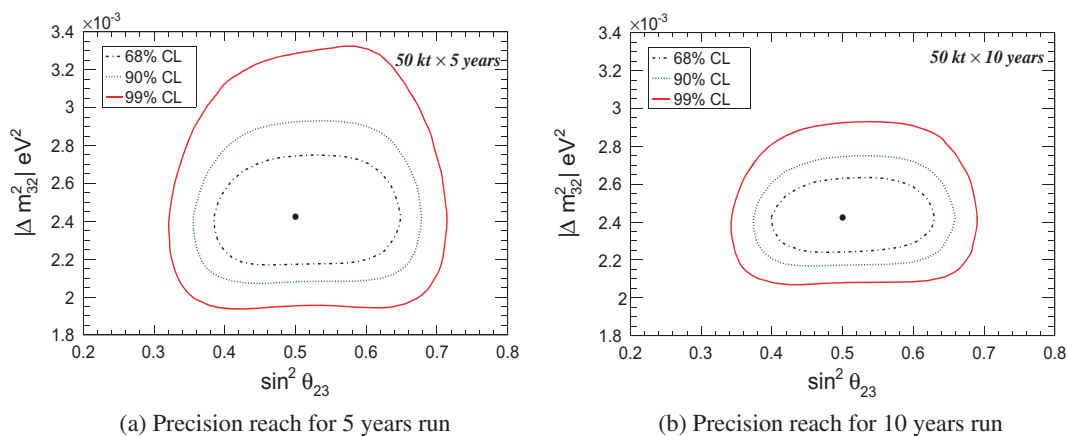 ×10⁻³
3.4
3.2
3
2.8
2.6
2.4
2.2
2
1.8
|Δ m²₃₂| eV²
68% CL
90% CL
99% CL
50 kt × 5 years
0.2 0.3 0.4 0.5 0.6 0.7 0.8
sin² θ₂₃
(a) Precision reach for 5 years run
×10⁻³
3.4
3.2
3
2.8
2.6
2.4
2.2
2
1.8
|Δ m²₃₂| eV²
68% CL
90% CL
99% CL
50 kt × 10 years
0.2 0.3 0.4 0.5 0.6 0.7 0.8
sin² θ₂₃
(b) Precision reach for 10 years run